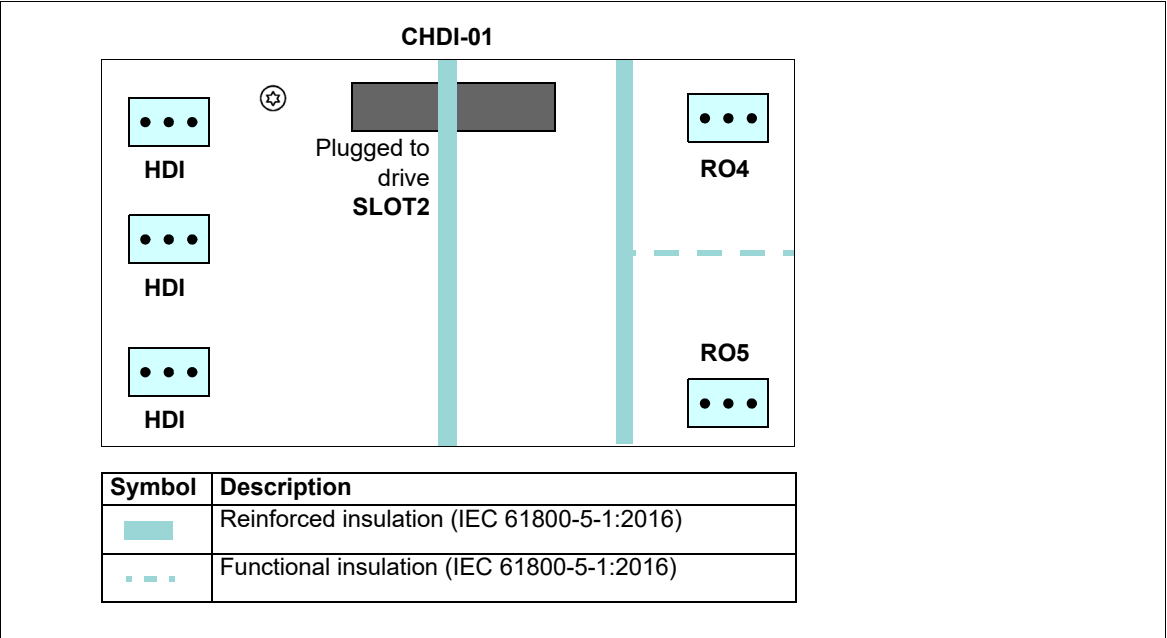 CHDI-01
HDI
Plugged to
drive
SLOT2
RO4
HDI
RO5
HDI
Symbol Description
Reinforced insulation (IEC 61800-5-1:2016)
Functional insulation (IEC 61800-5-1:2016)